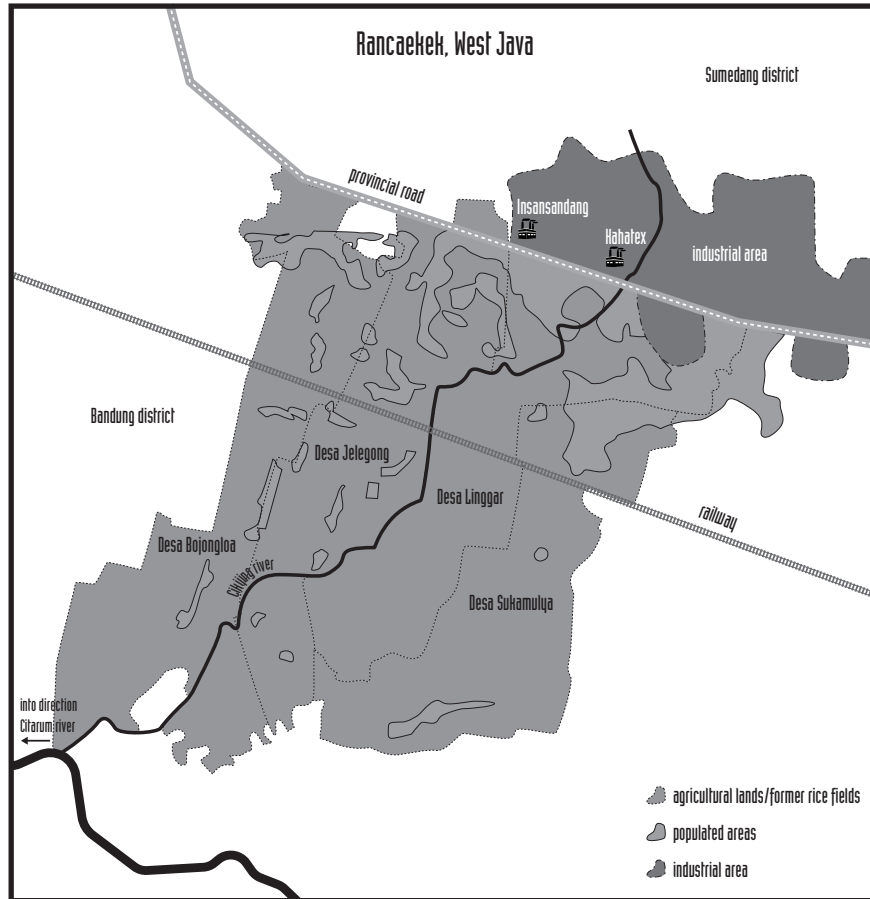 Rancaekek, West Java
Sumedang district
provincial road
Insansandang
Kahatex
industrial area
Bandung district
Desa Jelegong
Desa Linggar
railway
Desa Bojongloa
Cikijing river
Desa Sukamulya
into direction
Citarum river
agricultural lands/former rice fields
populated areas
industrial area